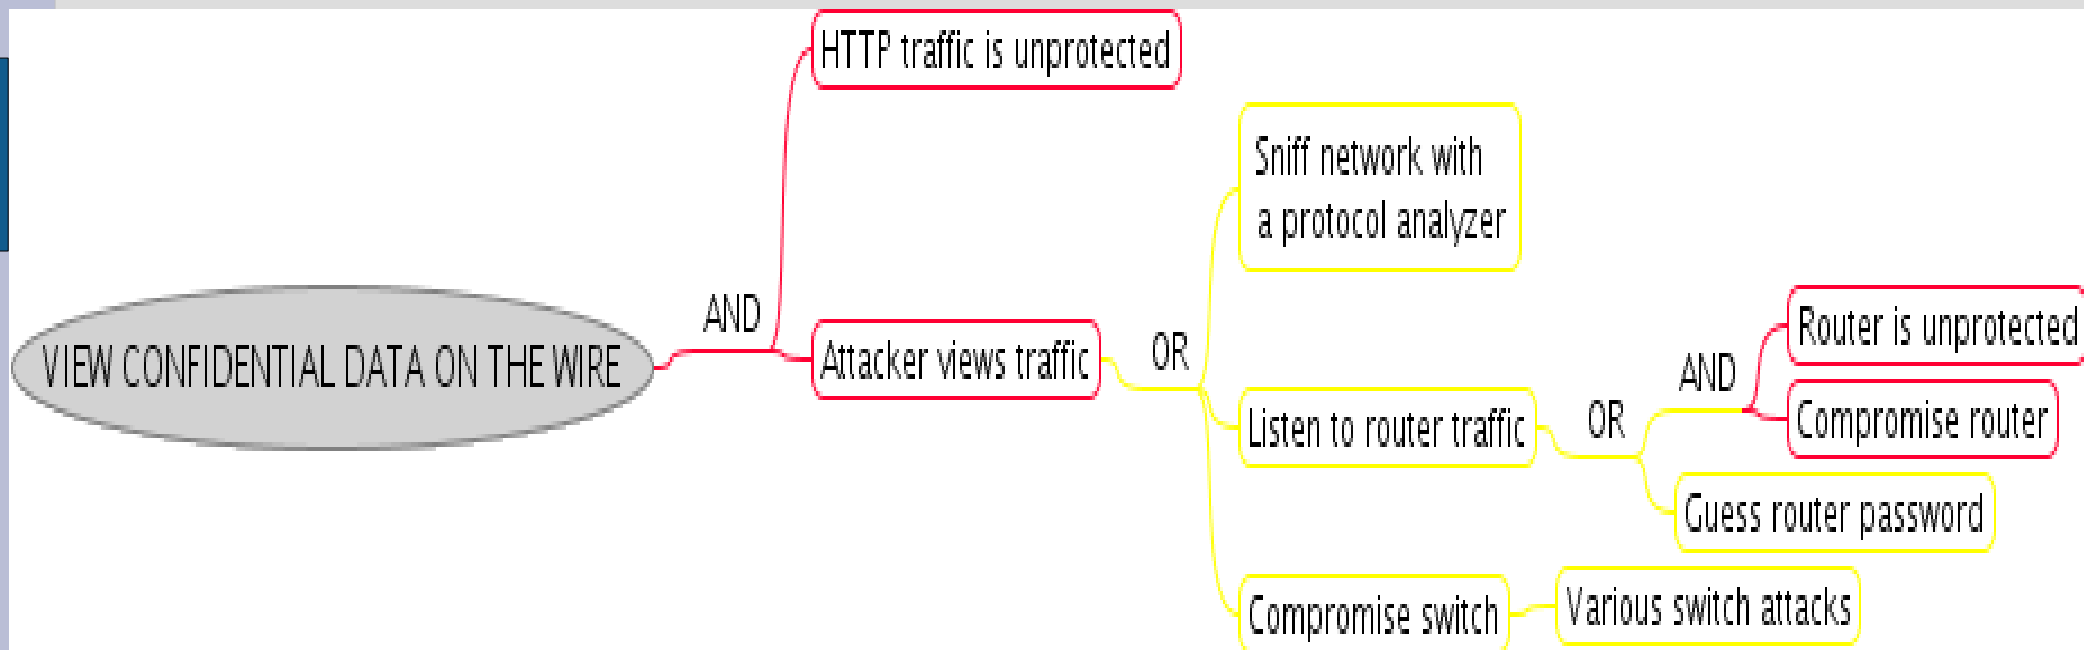 HTTP traffic is unprotected
Sniff network with
a protocol analyzer
AND
Router is unprotected
VIEW CONFIDENTIAL DATA ON THE WIRE
Attacker views traffic
OR
AND
Listen to router traffic
OR
Compromise router
Guess router password
Compromise switch
Various switch attacks